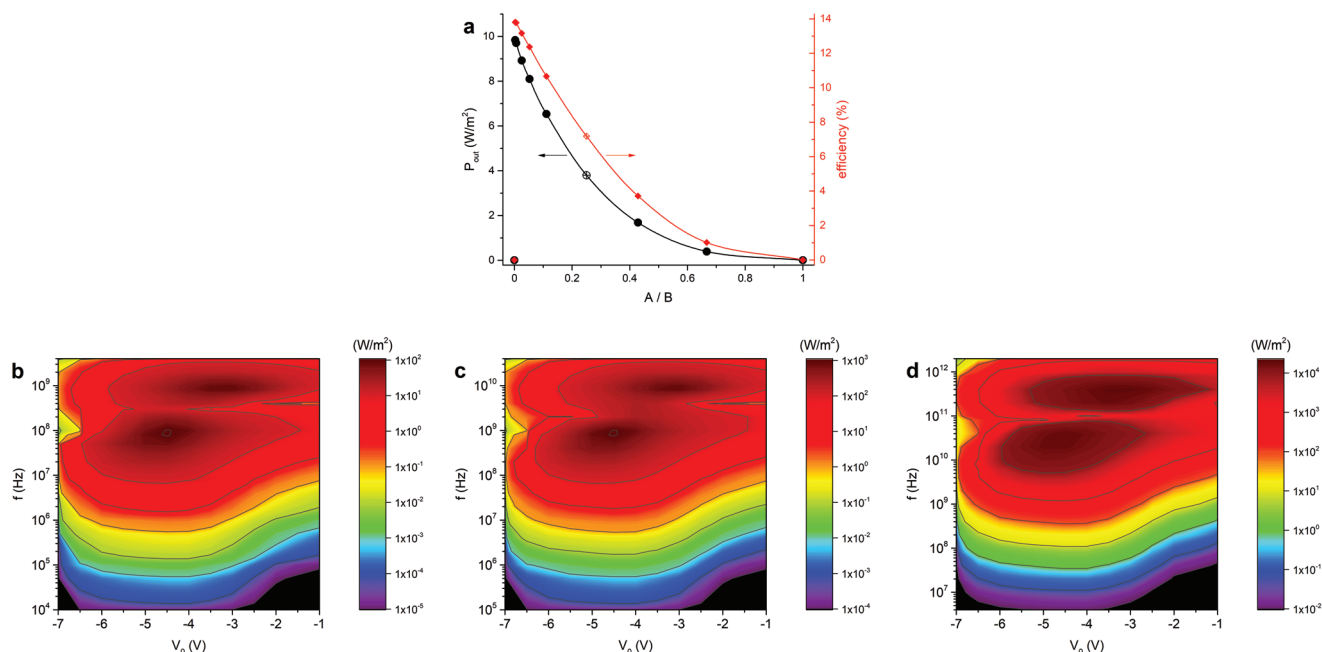 a
P_out (W/m²)
10
8
6
4
2
0
14
12
10
8
6
4
2
0
efficiency (%)
0 0.2 0.4 0.6 0.8 1
A / B
b
f (Hz)
10⁹
10⁸
10⁷
10⁶
10⁵
10⁴
-7 -6 -5 -4 -3 -2 -1
(V)
(W/m²)
1x10²
1x10¹
1x10⁰
1x10⁻¹
1x10⁻²
1x10⁻³
1x10⁻⁴
1x10⁻⁵
c
f (Hz)
10¹⁰
10⁹
10⁸
10⁷
10⁶
10⁵
-7 -6 -5 -4 -3 -2 -1
(V)
(W/m²)
1x10³
1x10²
1x10¹
1x10⁰
1x10⁻¹
1x10⁻²
1x10⁻³
1x10⁻⁴
d
f (Hz)
10¹²
10¹¹
10¹⁰
10⁹
10⁸
10⁷
-7 -6 -5 -4 -3 -2 -1
(V)
(W/m²)
1x10⁴
1x10³
1x10²
1x10¹
1x10⁰
1x10⁻¹
1x10⁻²